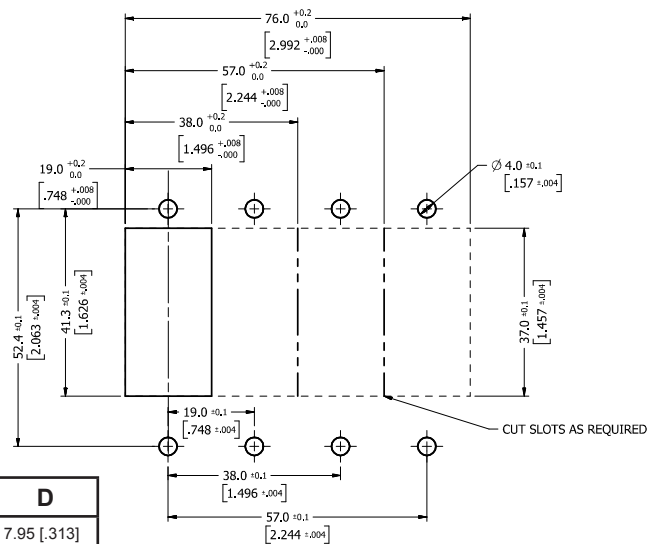 76.0 +0.2 0.0
[2.992 +.008 -.000]
57.0 +0.2 0.0
[2.244 +.008 -.000]
38.0 +0.2 0.0
[1.496 +.008 -.000]
19.0 +0.2 0.0
[.748 +.008 -.000]
Ø 4.0 ±0.1
[.157 ±.004]
52.4 ±0.1
[2.063 ±.004]
41.3 ±0.1
[1.626 ±.004]
37.0 ±0.1
[1.457 ±.004]
19.0 ±0.1
[.748 ±.004]
CUT SLOTS AS REQUIRED
38.0 ±0.1
[1.496 ±.004]
57.0 ±0.1
[2.244 ±.004]
D
7.95 [.313]